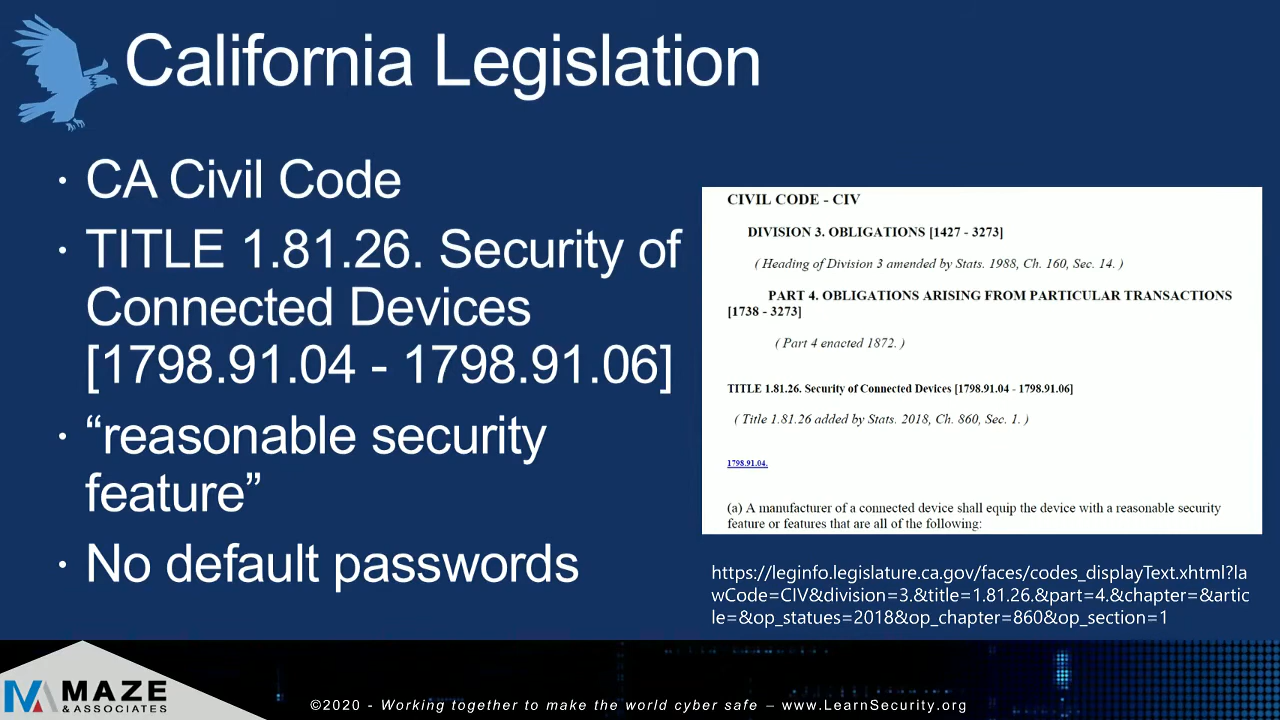 California Legislation
· CA Civil Code
· TITLE 1.81.26. Security of
Connected Devices
[1798.91.04 - 1798.91.06]
· “reasonable security
feature”
· No default passwords
CIVIL CODE - CIV
DIVISION 3. OBLIGATIONS [1427 - 3273]
( Heading of Division 3 amended by Stats. 1988, Ch. 160, Sec. 14. )
PART 4. OBLIGATIONS ARISING FROM PARTICULAR TRANSACTIONS
[1738 - 3273]
( Part 4 enacted 1872. )
TITLE 1.81.26. Security of Connected Devices [1798.91.04 - 1798.91.06]
( Title 1.81.26 added by Stats. 2018, Ch. 860, Sec. 1. )
1798.91.04.
(a) A manufacturer of a connected device shall equip the device with a reasonable security
feature or features that are all of the following:
https://leginfo.legislature.ca.gov/faces/codes_displayText.xhtml?la
wCode=CIV&division=3.&title=1.81.26.&part=4.&chapter=&artic
le=&op_statues=2018&op_chapter=860&op_section=1
MAZE
& ASSOCIATES
©2020 - Working together to make the world cyber safe – www.LearnSecurity.org